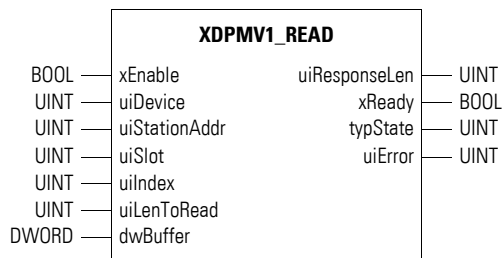 XDPMV1_READ
BOOL xEnable uiResponseLen UINT
UINT uiDevice xReady BOOL
UINT uiStationAddr typState UINT
UINT uiSlot uiError UINT
UINT uiIndex
UINT uiLenToRead
DWORD dwBuffer